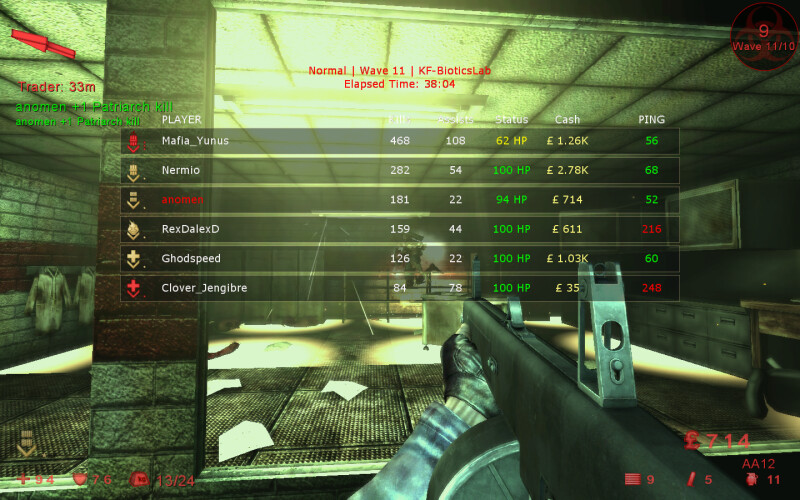 9
Wave 11/10
Normal | Wave 11 | KF-BioticsLab
Elapsed Time: 38:04
Trader: 33m
anomen +1 Patriarch kill
anomen +1 Patriarch kill
PLAYER Kills Assists Status Cash PING
Mafia_Yunus 468 108 62 HP £ 1.26K 56
Nermio 282 54 100 HP £ 2.78K 68
anomen 181 22 94 HP £ 714 52
RexDalexD 159 44 100 HP £ 611 216
Ghodspeed 126 22 100 HP £ 1.03K 60
Clover_Jengibre 84 78 100 HP £ 35 248
£714
AA12
94 76 13/24 9 5 11